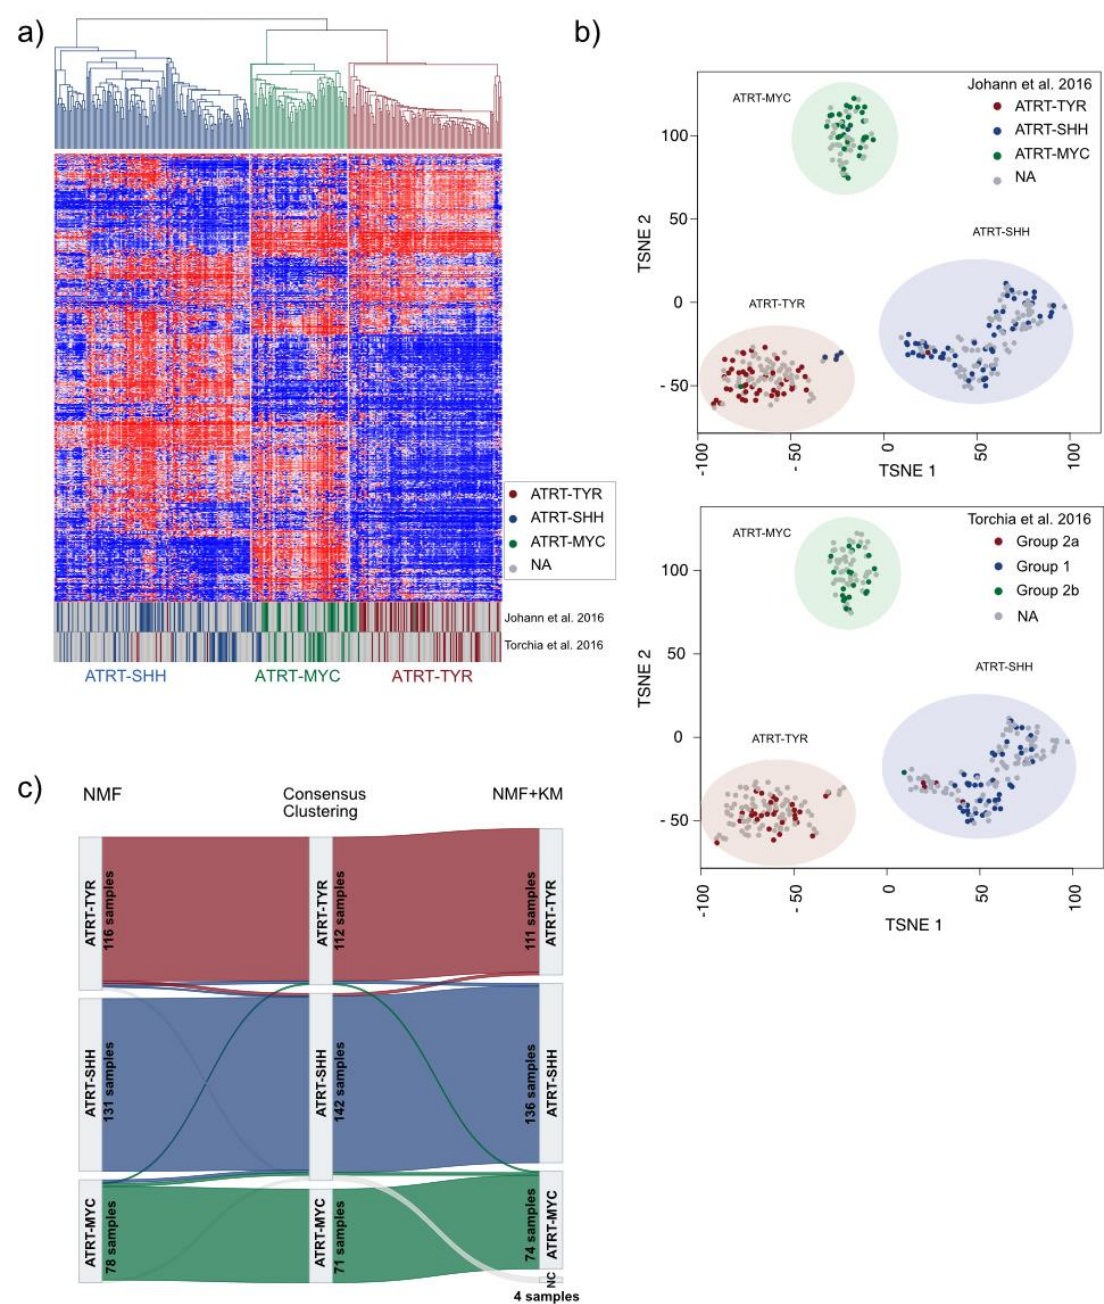 a)
ATRT-TYR
ATRT-SHH
ATRT-MYC
NA
Johann et al. 2016
Torchia et al. 2016
ATRT-SHH
ATRT-MYC
ATRT-TYR
b)
ATRT-MYC
Johann et al. 2016
ATRT-TYR
ATRT-SHH
ATRT-MYC
NA
ATRT-SHH
ATRT-TYR
TSNE 2
100
50
0
- 50
-100
- 50
0
50
100
TSNE 1
ATRT-MYC
Torchia et al. 2016
Group 2a
Group 1
Group 2b
NA
ATRT-SHH
ATRT-TYR
TSNE 2
100
50
0
- 50
-100
- 50
0
50
100
TSNE 1
c)
NMF
Consensus
Clustering
NMF+KM
ATRT-TYR
116 samples
ATRT-TYR
112 samples
111 samples
ATRT-TYR
ATRT-SHH
131 samples
ATRT-SHH
142 samples
136 samples
ATRT-SHH
ATRT-MYC
78 samples
ATRT-MYC
71 samples
74 samples
ATRT-MYC
NC
4 samples